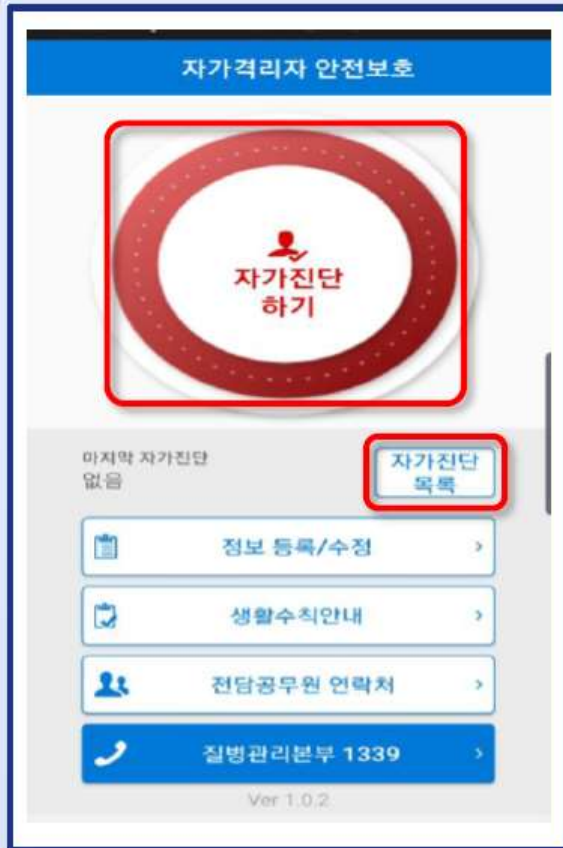 자가격리자 안전보호
자가진단
하기
마지막 자가진단
없음
자가진단
목록
정보 등록/수정
생활수칙안내
전담공무원 연락처
질병관리본부 1339
Ver 1.0.2